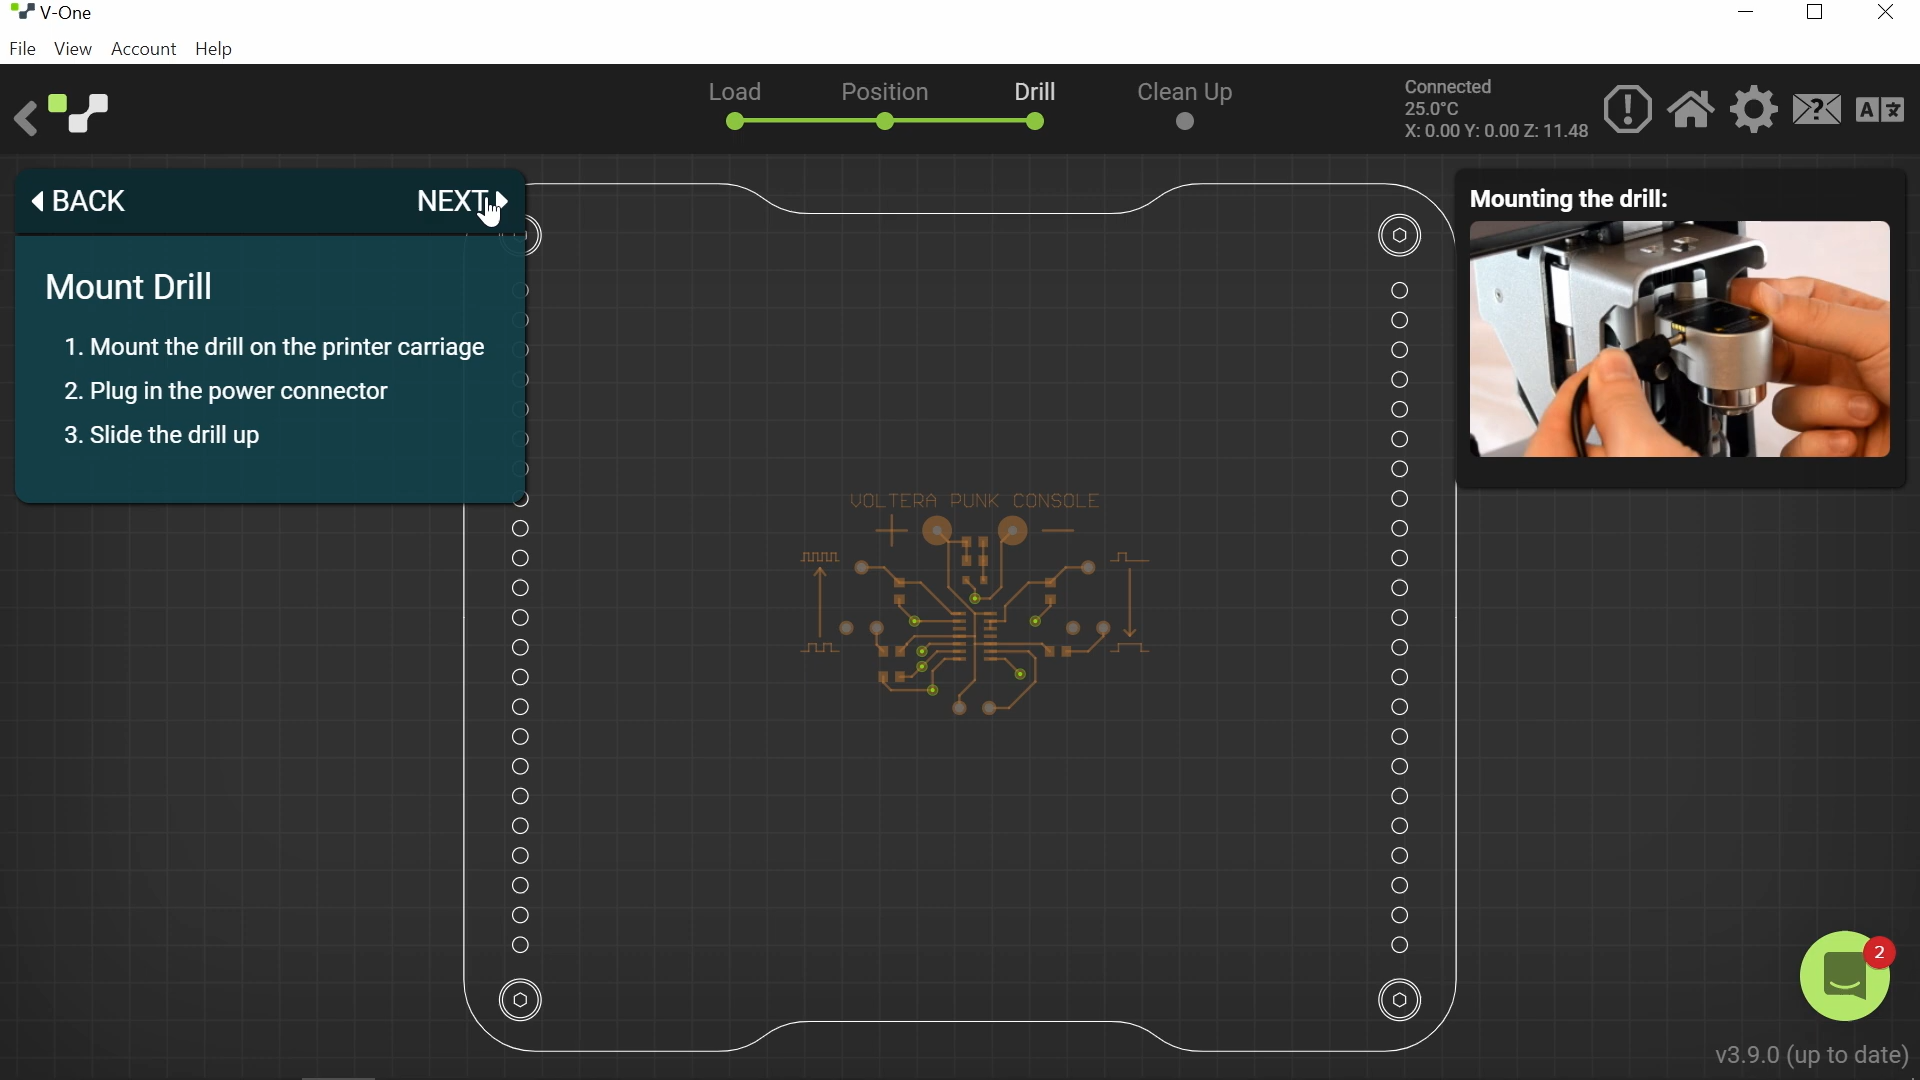 V-One
File View Account Help
Load Position Drill Clean Up
Connected
25.0°C
X: 0.00 Y: 0.00 Z: 11.48
BACK NEXT
Mount Drill
1. Mount the drill on the printer carriage
2. Plug in the power connector
3. Slide the drill up
Mounting the drill:
VOLTERA PUNK CONSOLE
2
v3.9.0 (up to date)